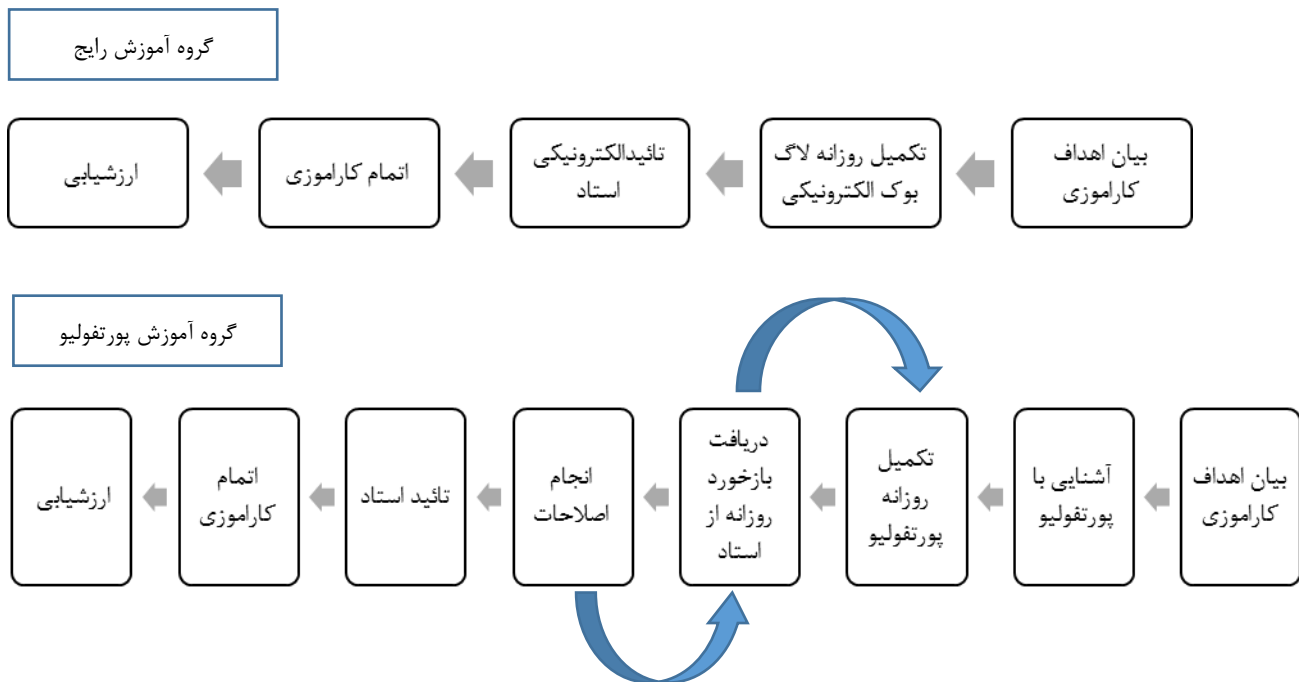 گروه آموزش رایج
بیان اهداف
کاراموزی
تکمیل روزانه لاگ
بوک الکترونیکی
تائیدالکترونیکی
استاد
اتمام کاراموزی
ارزشیابی
گروه آموزش پورتفولیو
بیان اهداف
کاراموزی
آشنایی با
پورتفولیو
تکمیل
روزانه
پورتفولیو
دریافت
بازخورد
روزانه از
استاد
انجام
اصلاحات
تائید استاد
اتمام
کاراموزی
ارزشیابی